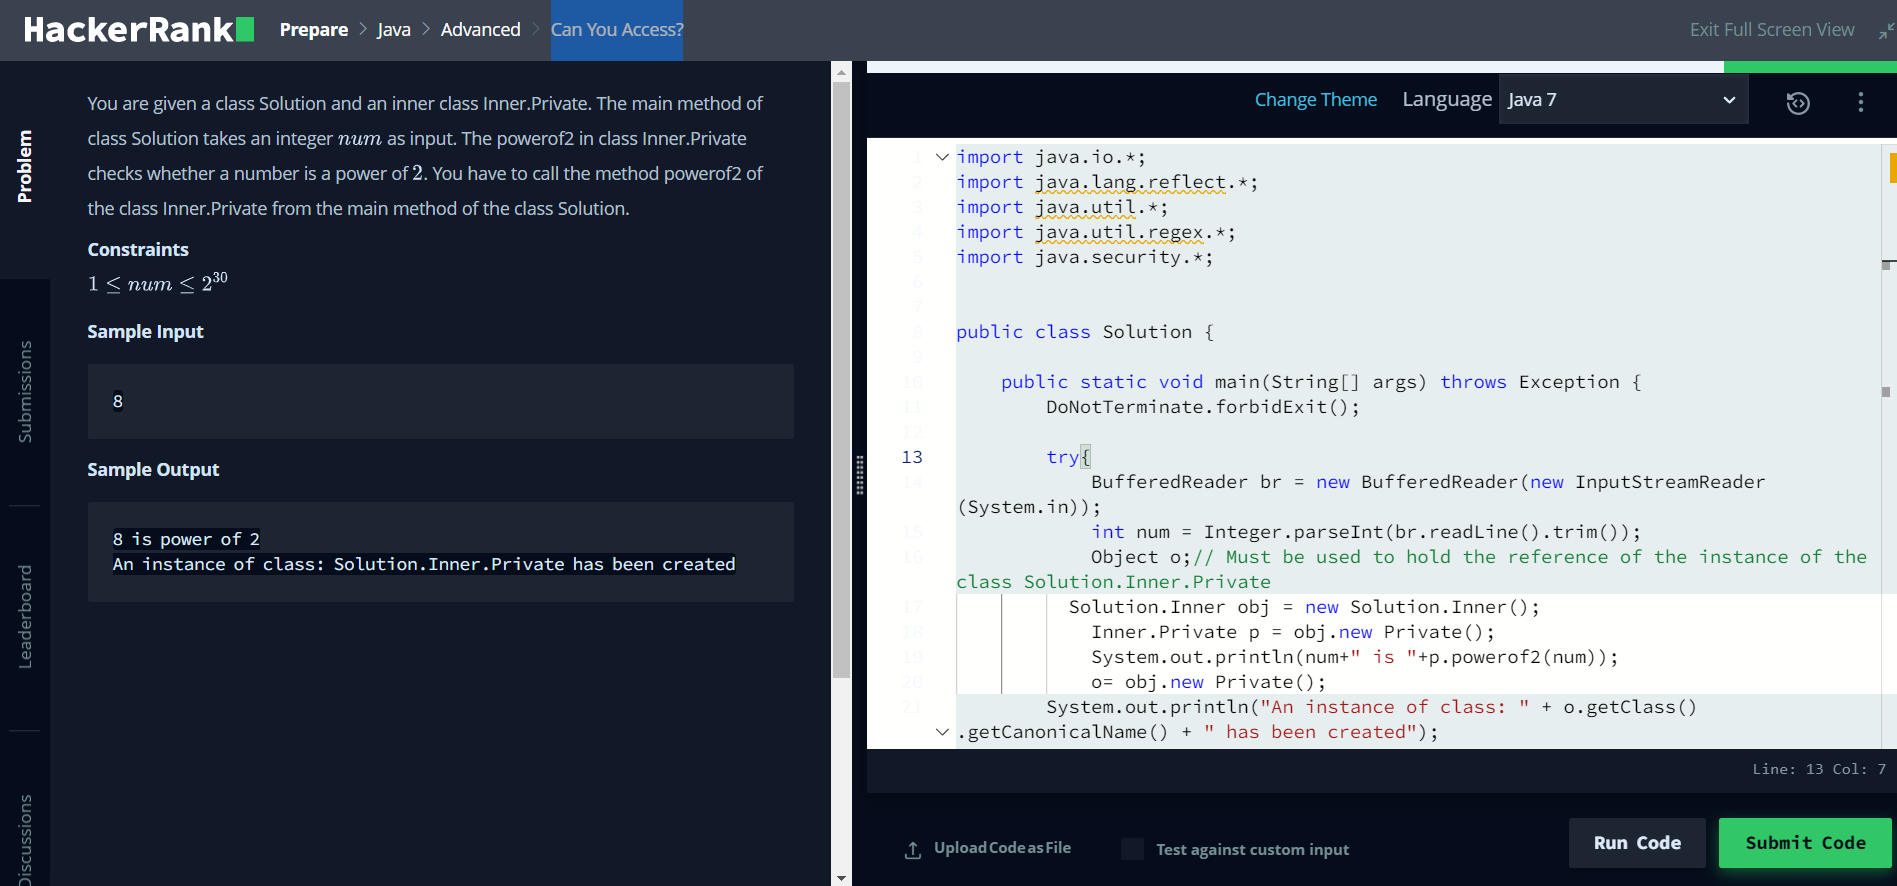 HackerRank
Prepare > Java > Advanced > Can You Access?
Exit Full Screen View
Problem
Submissions
Leaderboard
Discussions
You are given a class Solution and an inner class Inner.Private. The main method of
class Solution takes an integer num as input. The powerof2 in class Inner.Private
checks whether a number is a power of 2. You have to call the method powerof2 of
the class Inner.Private from the main method of the class Solution.
Constraints
1 ≤ num ≤ 2^30
Sample Input
8
Sample Output
8 is power of 2
An instance of class: Solution.Inner.Private has been created
Change Theme Language Java 7
1 import java.io.*;
2 import java.lang.reflect.*;
3 import java.util.*;
4 import java.util.regex.*;
5 import java.security.*;
6
7
8 public class Solution {
9
10 public static void main(String[] args) throws Exception {
11 DoNotTerminate.forbidExit();
12
13 try{
14 BufferedReader br = new BufferedReader(new InputStreamReader
(System.in));
15 int num = Integer.parseInt(br.readLine().trim());
16 Object o;// Must be used to hold the reference of the instance of the
class Solution.Inner.Private
17 Solution.Inner obj = new Solution.Inner();
18 Inner.Private p = obj.new Private();
19 System.out.println(num+" is "+p.powerof2(num));
20 o= obj.new Private();
21 System.out.println("An instance of class: " + o.getClass()
.getCanonicalName() + " has been created");
Line: 13 Col: 7
Upload Code as File
Test against custom input
Run Code
Submit Code